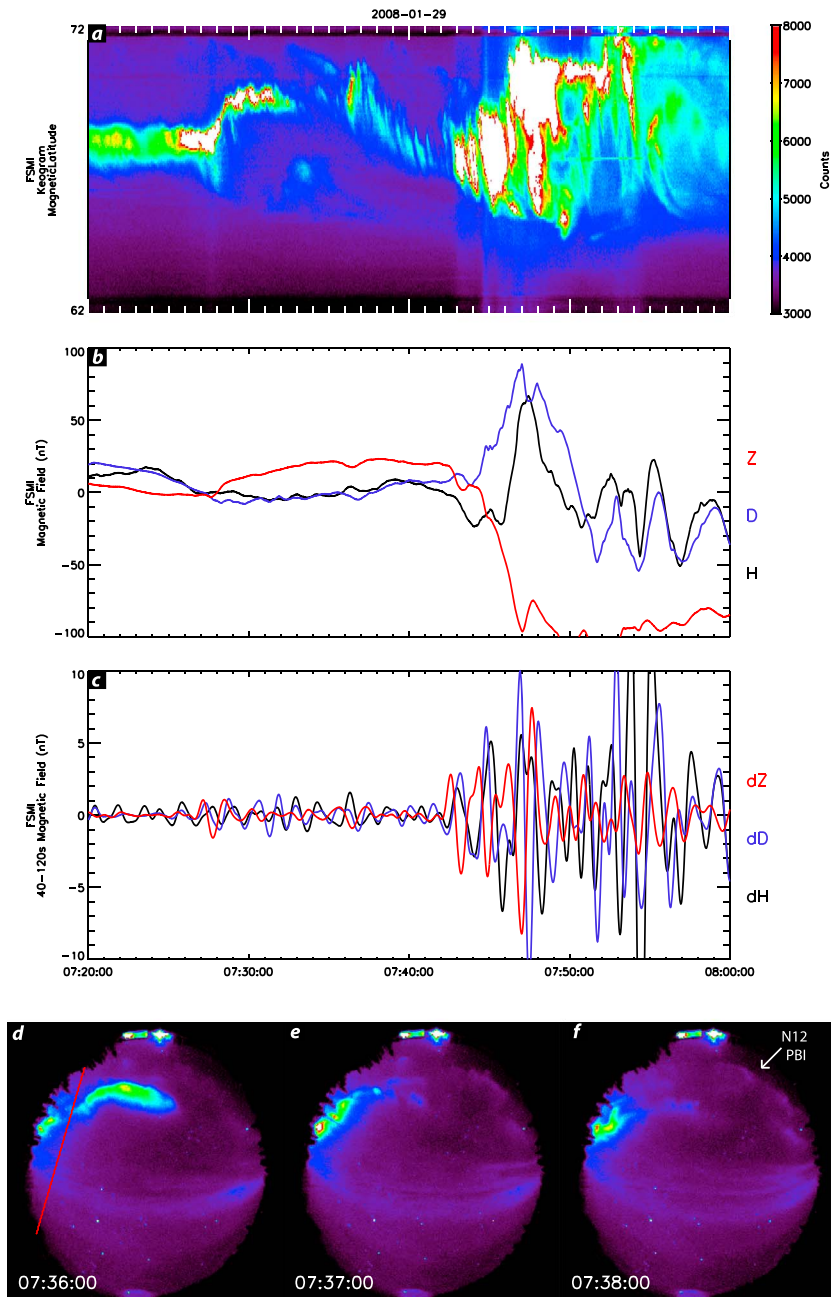 2008-01-29
a
72
62
FSMI
Keogram
MagneticLatitude
8000
7000
6000
5000
4000
3000
Counts
b
100
50
0
-50
-100
FSMI
Magnetic Field (nT)
Z
D
H
c
10
5
0
-5
-10
FSMI
40-120s Magnetic Field (nT)
dZ
dD
dH
07:20:00 07:30:00 07:40:00 07:50:00 08:00:00
d
07:36:00
e
07:37:00
f
N12
PBI
07:38:00